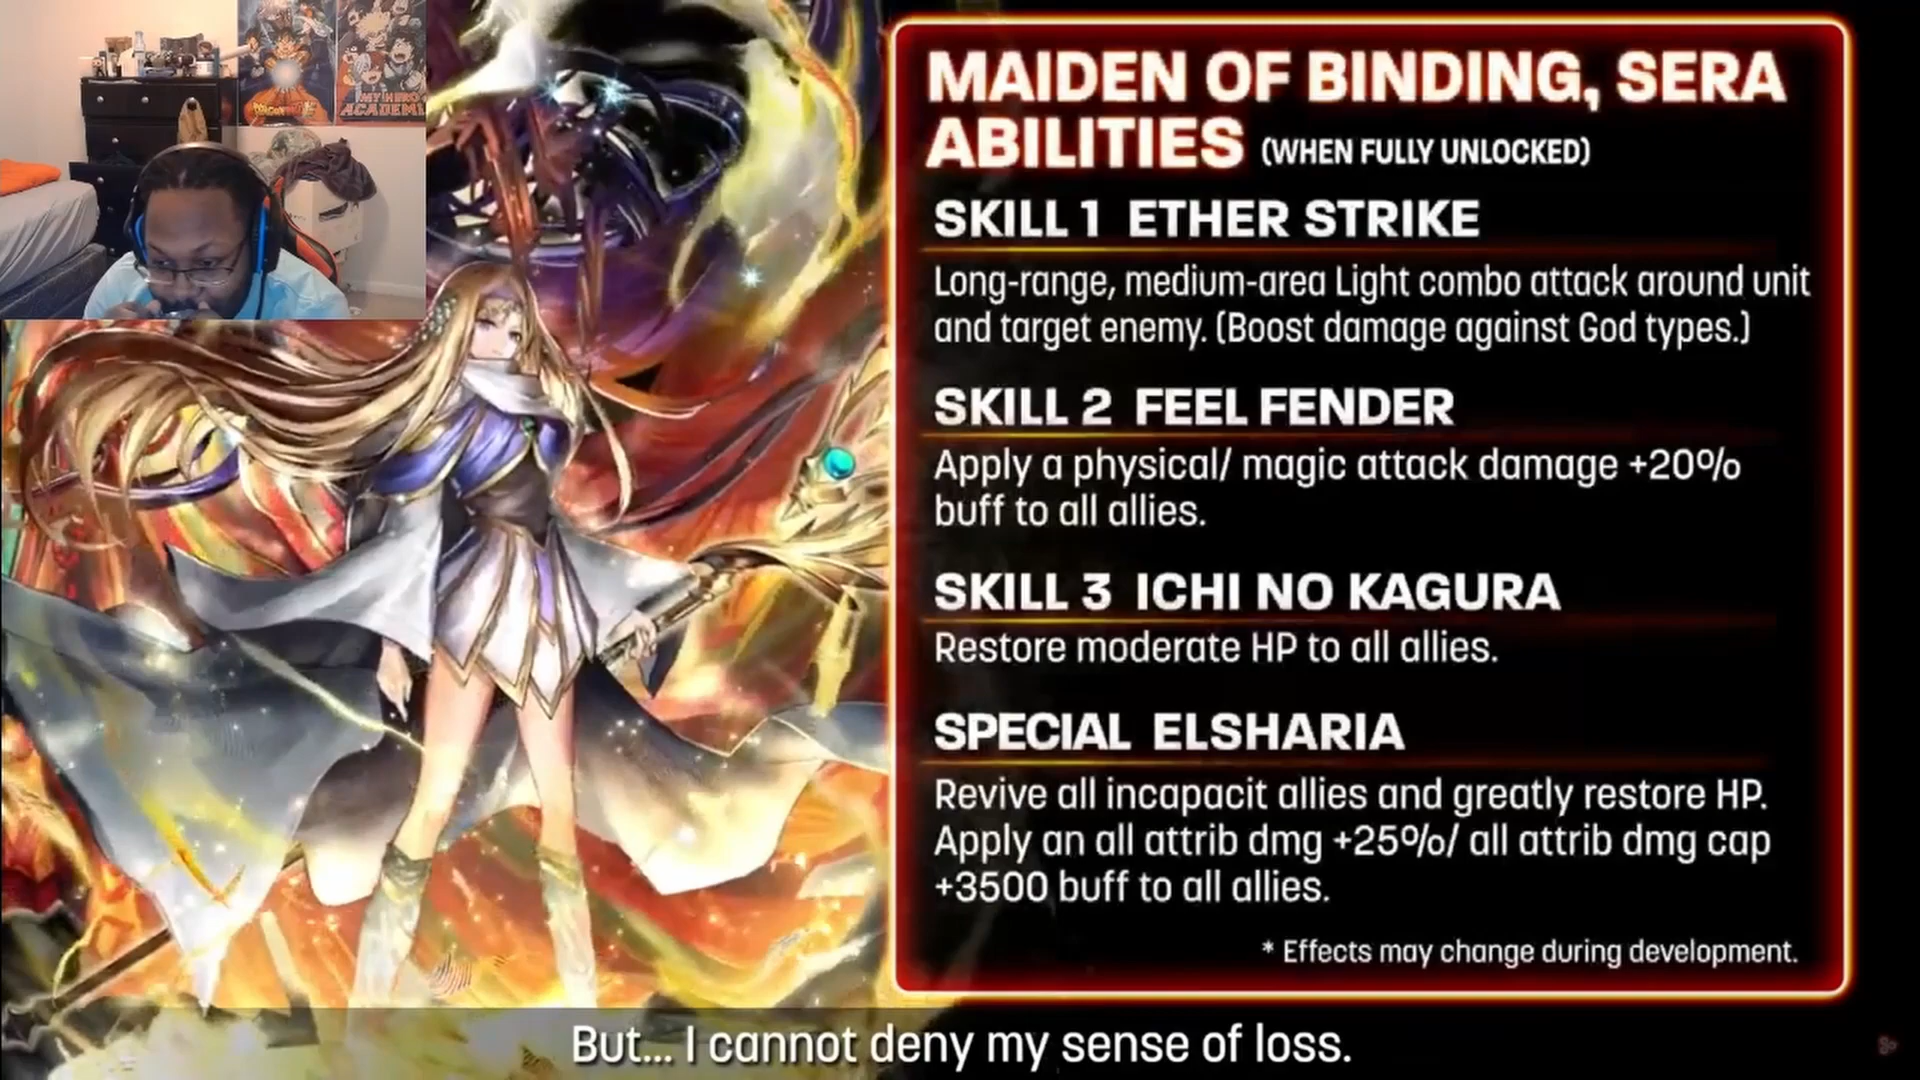 MY HERO
ACADEMIA
MAIDEN OF BINDING, SERA
ABILITIES (WHEN FULLY UNLOCKED)
SKILL 1 ETHER STRIKE
Long-range, medium-area Light combo attack around unit
and target enemy. (Boost damage against God types.)
SKILL 2 FEEL FENDER
Apply a physical/ magic attack damage +20%
buff to all allies.
SKILL 3 ICHI NO KAGURA
Restore moderate HP to all allies.
SPECIAL ELSHARIA
Revive all incapacit allies and greatly restore HP.
Apply an all attrib dmg +25%/ all attrib dmg cap
+3500 buff to all allies.
* Effects may change during development.
But... I cannot deny my sense of loss.